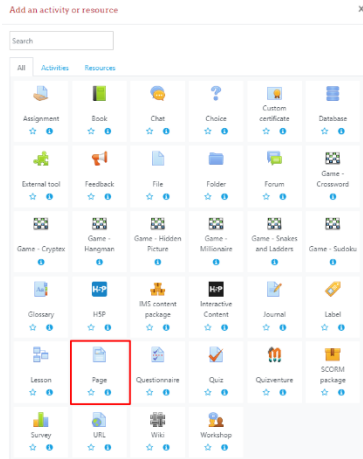 Add an activity or resource
x
Search
All Activities Resources
Custom
Assignment Book Chat Choice certificate Database
Game -
External tool Feedback File Folder Forum Crossword
Game - Game - Hidden Game - Game - Snakes
Game - Cryptex Hangman Picture Millionaire and Ladders Game - Sudoku
H-P H-P
IMS content Interactive
Glossary H5P package Content Journal Label
SCORM
Lesson Page Questionnaire Quiz Quizventure package
Survey URL Wiki Workshop